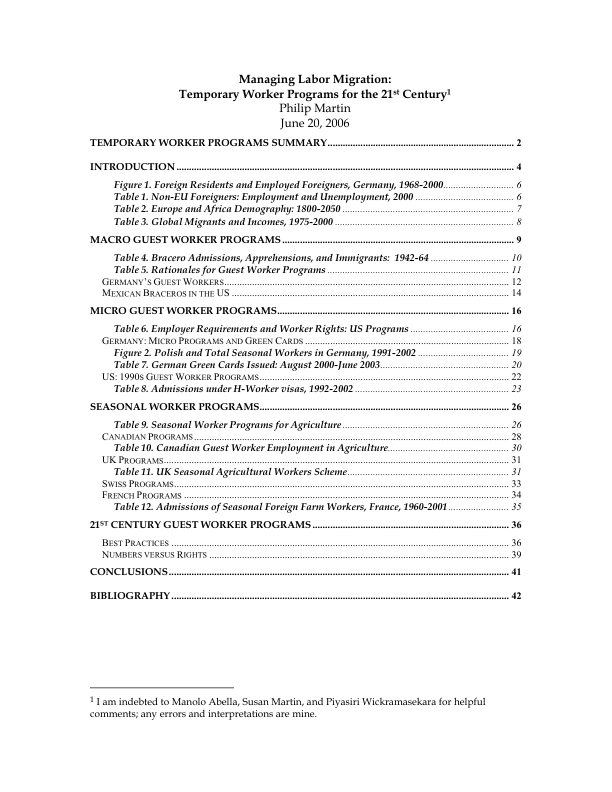 Managing Labor Migration:
Temporary Worker Programs for the 21st Century1
Philip Martin
June 20, 2006
TEMPORARY WORKER PROGRAMS SUMMARY 2
INTRODUCTION 4
Figure 1. Foreign Residents and Employed Foreigners, Germany, 1968-2000 6
Table 1. Non-EU Foreigners: Employment and Unemployment, 2000 6
Table 2. Europe and Africa Demography: 1800-2050 7
Table 3. Global Migrants and Incomes, 1975-2000 8
MACRO GUEST WORKER PROGRAMS 9
Table 4. Bracero Admissions, Apprehensions, and Immigrants: 1942-64 10
Table 5. Rationales for Guest Worker Programs 11
GERMANY'S GUEST WORKERS 12
MEXICAN BRACEROS IN THE US 14
MICRO GUEST WORKER PROGRAMS 16
Table 6. Employer Requirements and Worker Rights: US Programs 16
GERMANY: MICRO PROGRAMS AND GREEN CARDS 18
Figure 2. Polish and Total Seasonal Workers in Germany, 1991-2002 19
Table 7. German Green Cards Issued: August 2000-June 2003 20
US: 1990S GUEST WORKER PROGRAMS 22
Table 8. Admissions under H-Worker visas, 1992-2002 23
SEASONAL WORKER PROGRAMS 26
Table 9. Seasonal Worker Programs for Agriculture 26
CANADIAN PROGRAMS 28
Table 10. Canadian Guest Worker Employment in Agriculture 30
UK PROGRAMS 31
Table 11. UK Seasonal Agricultural Workers Scheme 31
SWISS PROGRAMS 33
FRENCH PROGRAMS 34
Table 12. Admissions of Seasonal Foreign Farm Workers, France, 1960-2001 35
21ST CENTURY GUEST WORKER PROGRAMS 36
BEST PRACTICES 36
NUMBERS VERSUS RIGHTS 39
CONCLUSIONS 41
BIBLIOGRAPHY 42
1 I am indebted to Manolo Abella, Susan Martin, and Piyasiri Wickramasekara for helpful
comments; any errors and interpretations are mine.